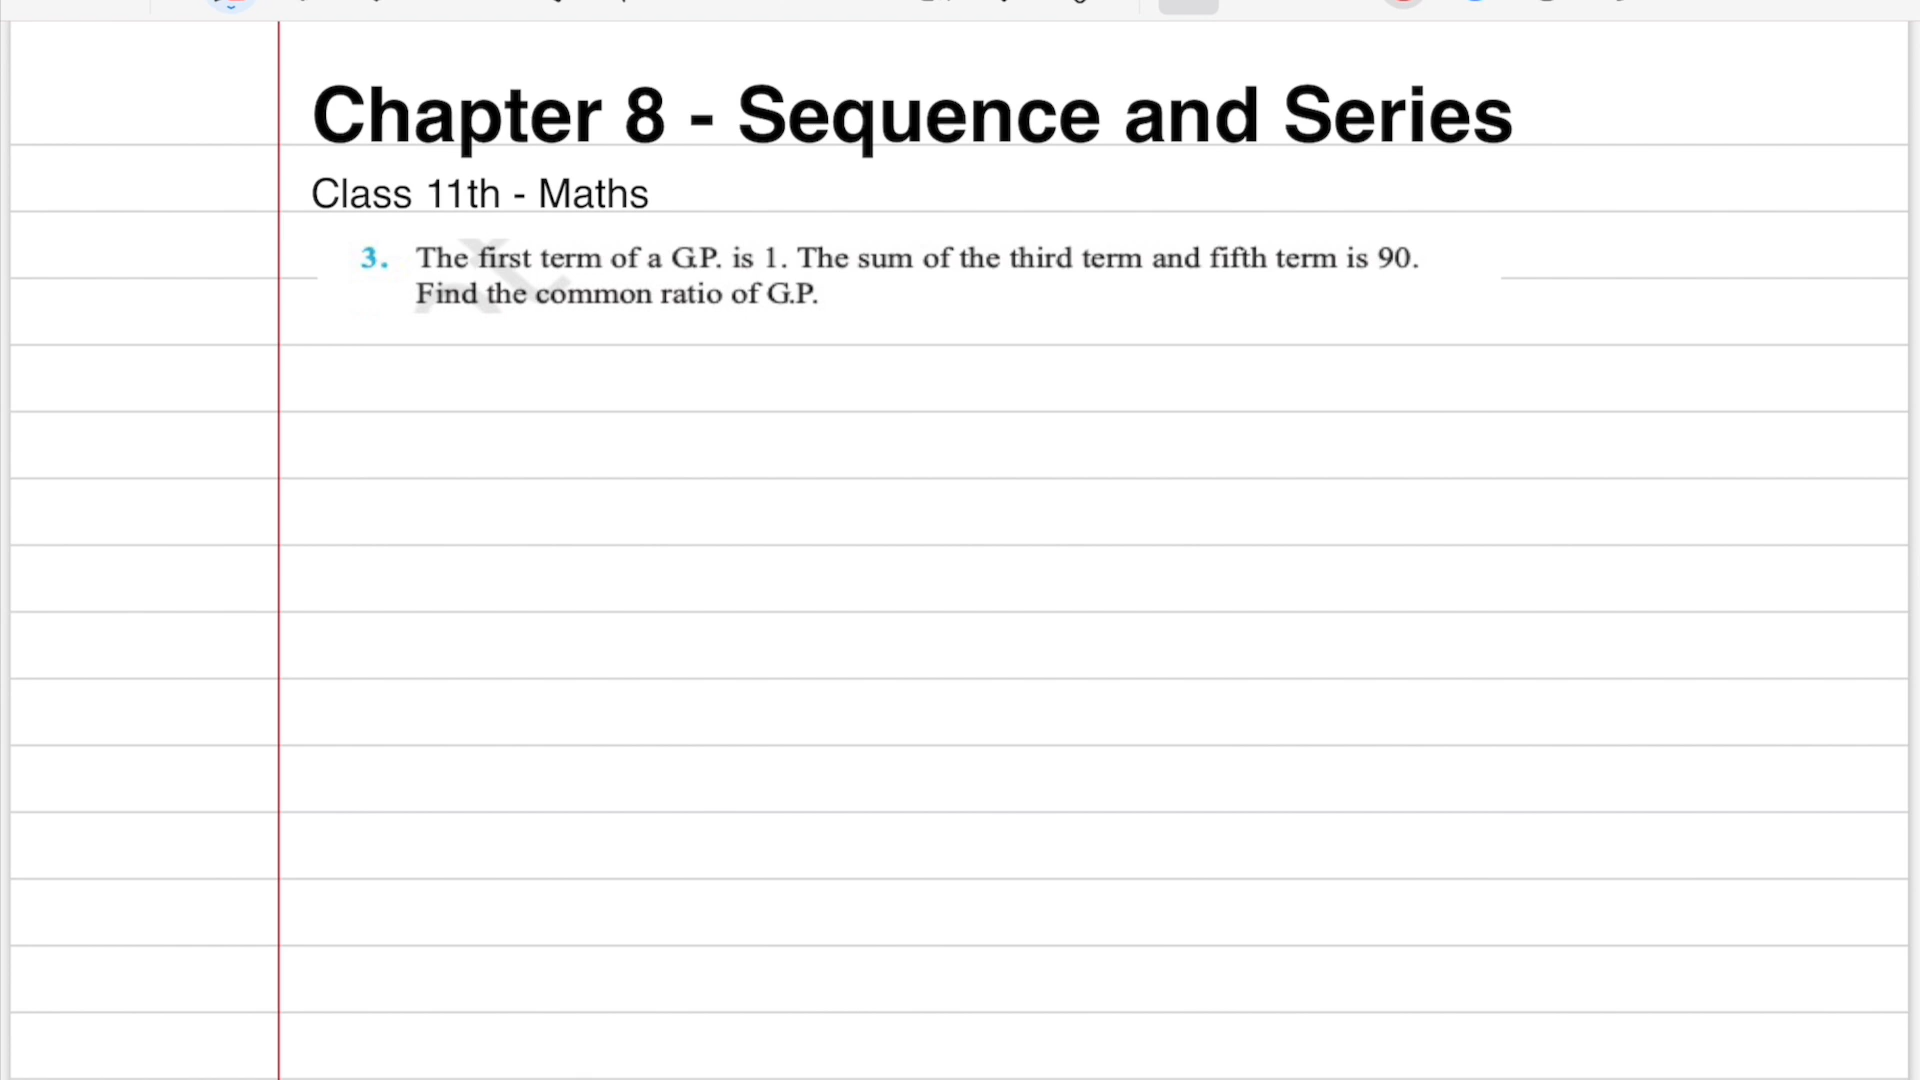 Chapter 8 - Sequence and Series
Class 11th - Maths
3. The first term of a G.P. is 1. The sum of the third term and fifth term is 90.
Find the common ratio of G.P.